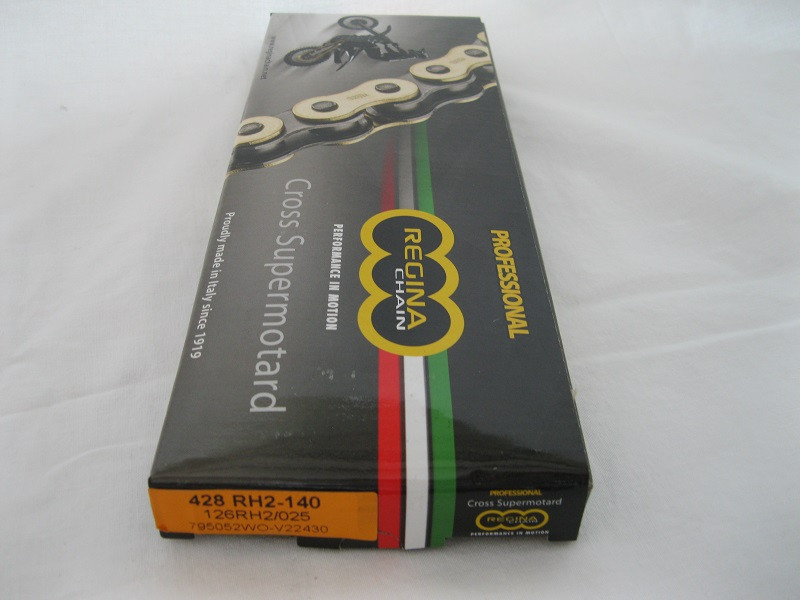 PROFESSIONAL
REGINA
CHAIN
PERFORMANCE IN MOTION
Cross Supermotard
Proudly made in Italy since 1919
428 RH2-140
126RH2/025
795052WO-V22430
PROFESSIONAL
Cross Supermotard
REGINA
PERFORMANCE IN MOTION